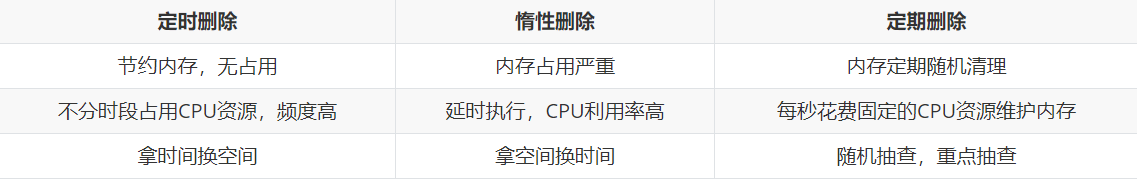 定时删除 惰性删除 定期删除
节约内存，无占用 内存占用严重 内存定期随机清理
不分时段占用CPU资源，频度高 延时执行，CPU利用率高 每秒花费固定的CPU资源维护内存
拿时间换空间 拿空间换时间 随机抽查，重点抽查